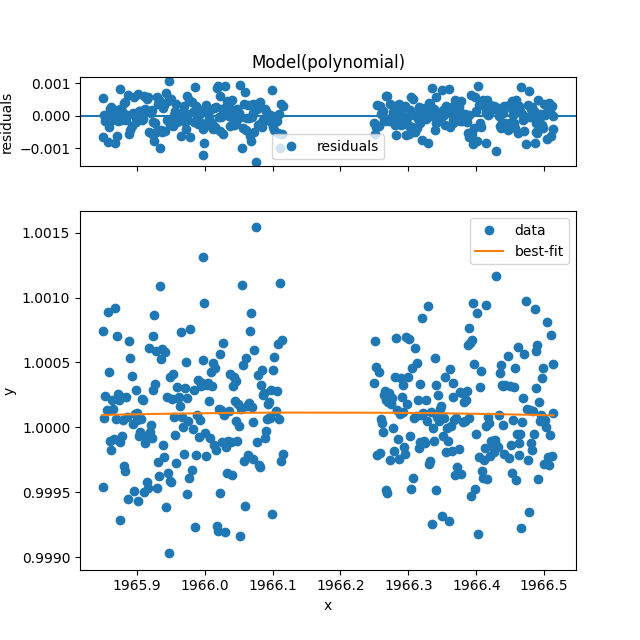 Model(polynomial)
0.001
0.000
−0.001
residuals
residuals
1.0015
1.0010
1.0005
1.0000
0.9995
0.9990
y
data
best-fit
1965.9 1966.0 1966.1 1966.2 1966.3 1966.4 1966.5
x